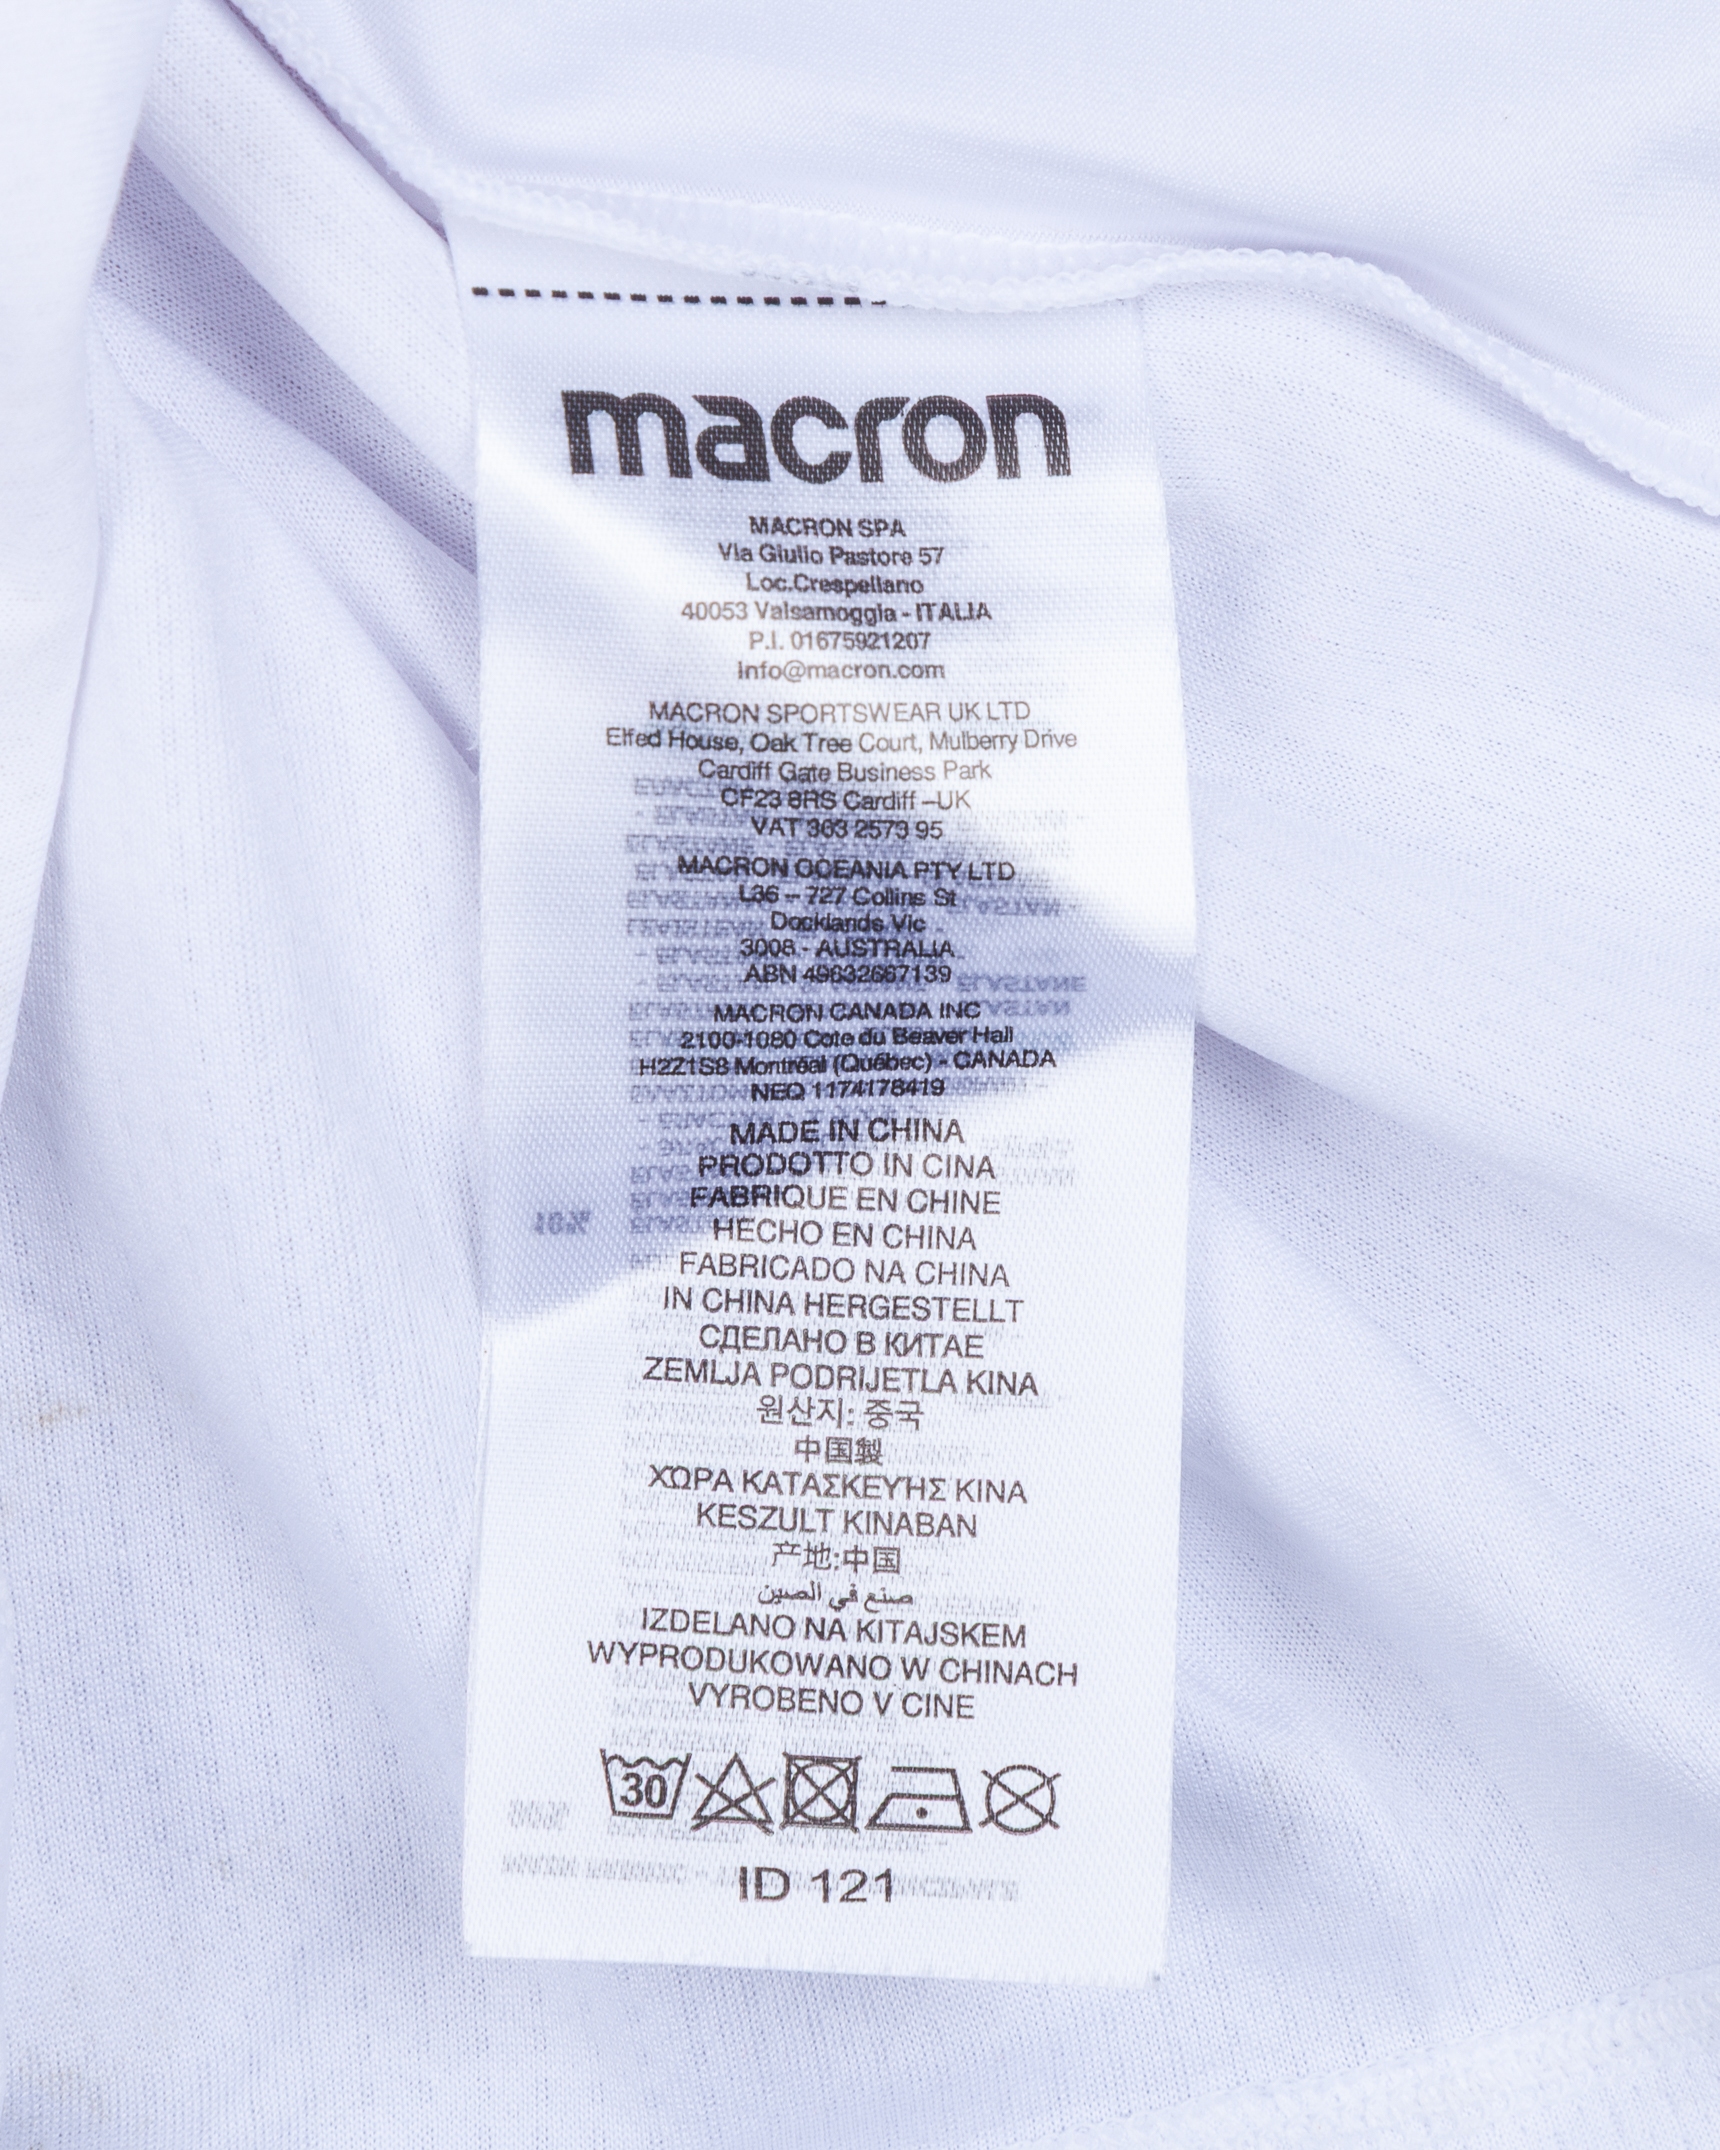 macron
MACRON SPA
Via Giulio Pastore 57
Loc.Crespellano
40053 Valsamoggia - ITALIA
P.I. 01675921207
info@macron.com
MACRON SPORTSWEAR UK LTD
Elfed House, Oak Tree Court, Mulberry Drive
Cardiff Gate Business Park
CF23 8RS Cardiff –UK
VAT 363 2573 95
MACRON OCEANIA PTY LTD
L36 – 727 Collins St
Docklands Vic
3008 - AUSTRALIA
ABN 49632667139
MACRON CANADA INC
2100-1080 Cote du Beaver Hall
H2Z1S8 Montréal (Québec) - CANADA
NEQ 1174178419
MADE IN CHINA
PRODOTTO IN CINA
FABRIQUE EN CHINE
HECHO EN CHINA
FABRICADO NA CHINA
IN CHINA HERGESTELLT
СДЕЛАНО В КИТАЕ
ZEMLJA PODRIJETLA KINA
원산지: 중국
中国製
ΧΏΡΑ ΚΑΤΑΣΚΕΥΉΣ ΚΙΝΑ
KESZULT KINABAN
产地:中国
صنع في الصين
IZDELANO NA KITAJSKEM
WYPRODUKOWANO W CHINACH
VYROBENO V CINE
30
ID 121